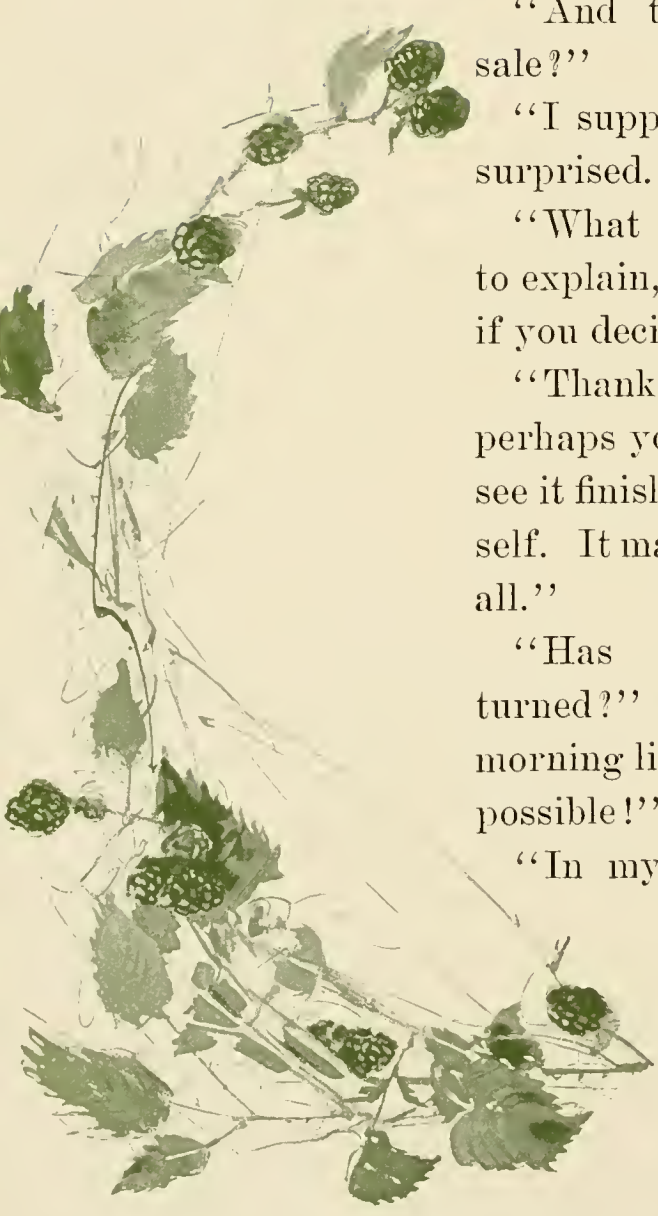 “And t
sale?”
“I supp
surprised.
“What
to explain,
if you deci
“Thank
perhaps yo
see it finisl
self. It ma
all.”
“Has
turned?”
morning li
possible!”
“In my